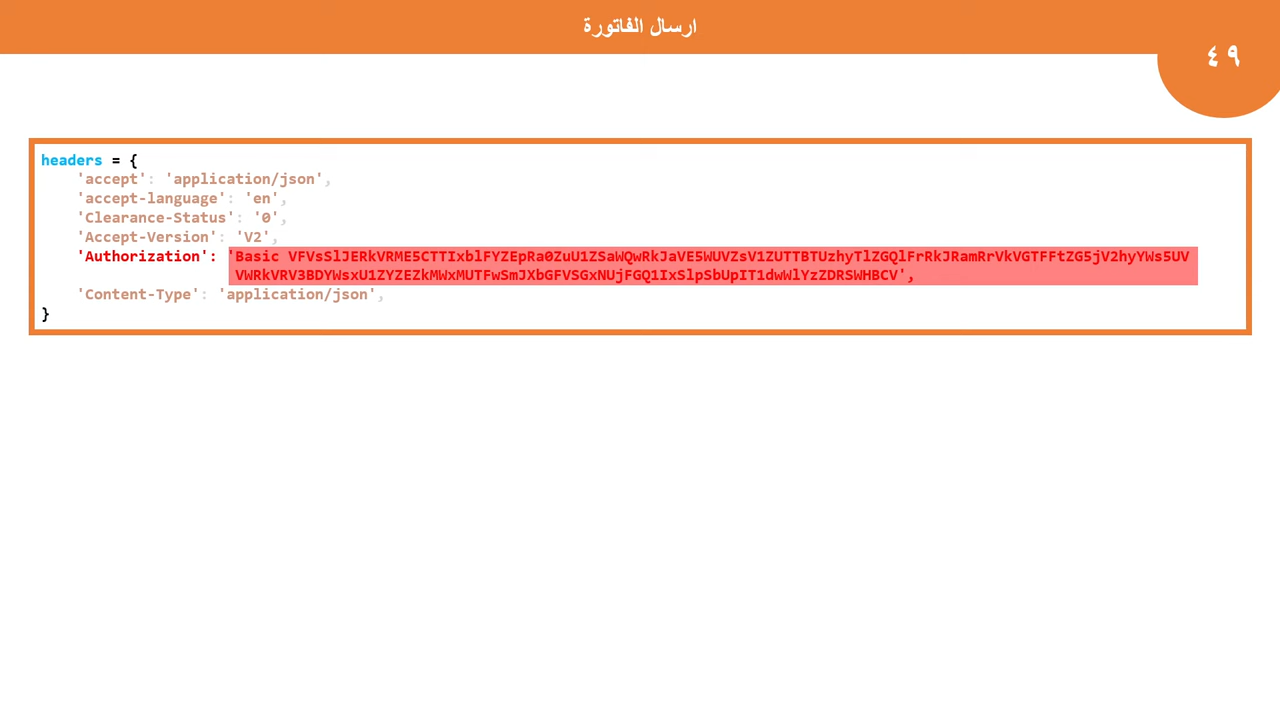 ارسال الفاتورة
٤٩
headers = {
'accept': 'application/json',
'accept-language': 'en',
'Clearance-Status': '0',
'Accept-Version': 'V2',
'Authorization': 'Basic VFVsSlJERkVRME5CTTIxblFYZEpRa0ZuU1ZSaWQwRkJaVE5WUVZsV1ZUTTBTUzhyTlZGQlFrRkJRamRrVkVGTFFtZG5jV2hyYWs5UV
VWRkVRV3BDYWsxU1ZYZEZkMWxMUTFwSmJXbGFVSGxNUjFGQ1IxSlpSbUpIT1dwWlYzZDRSWHBCV',
'Content-Type': 'application/json',
}